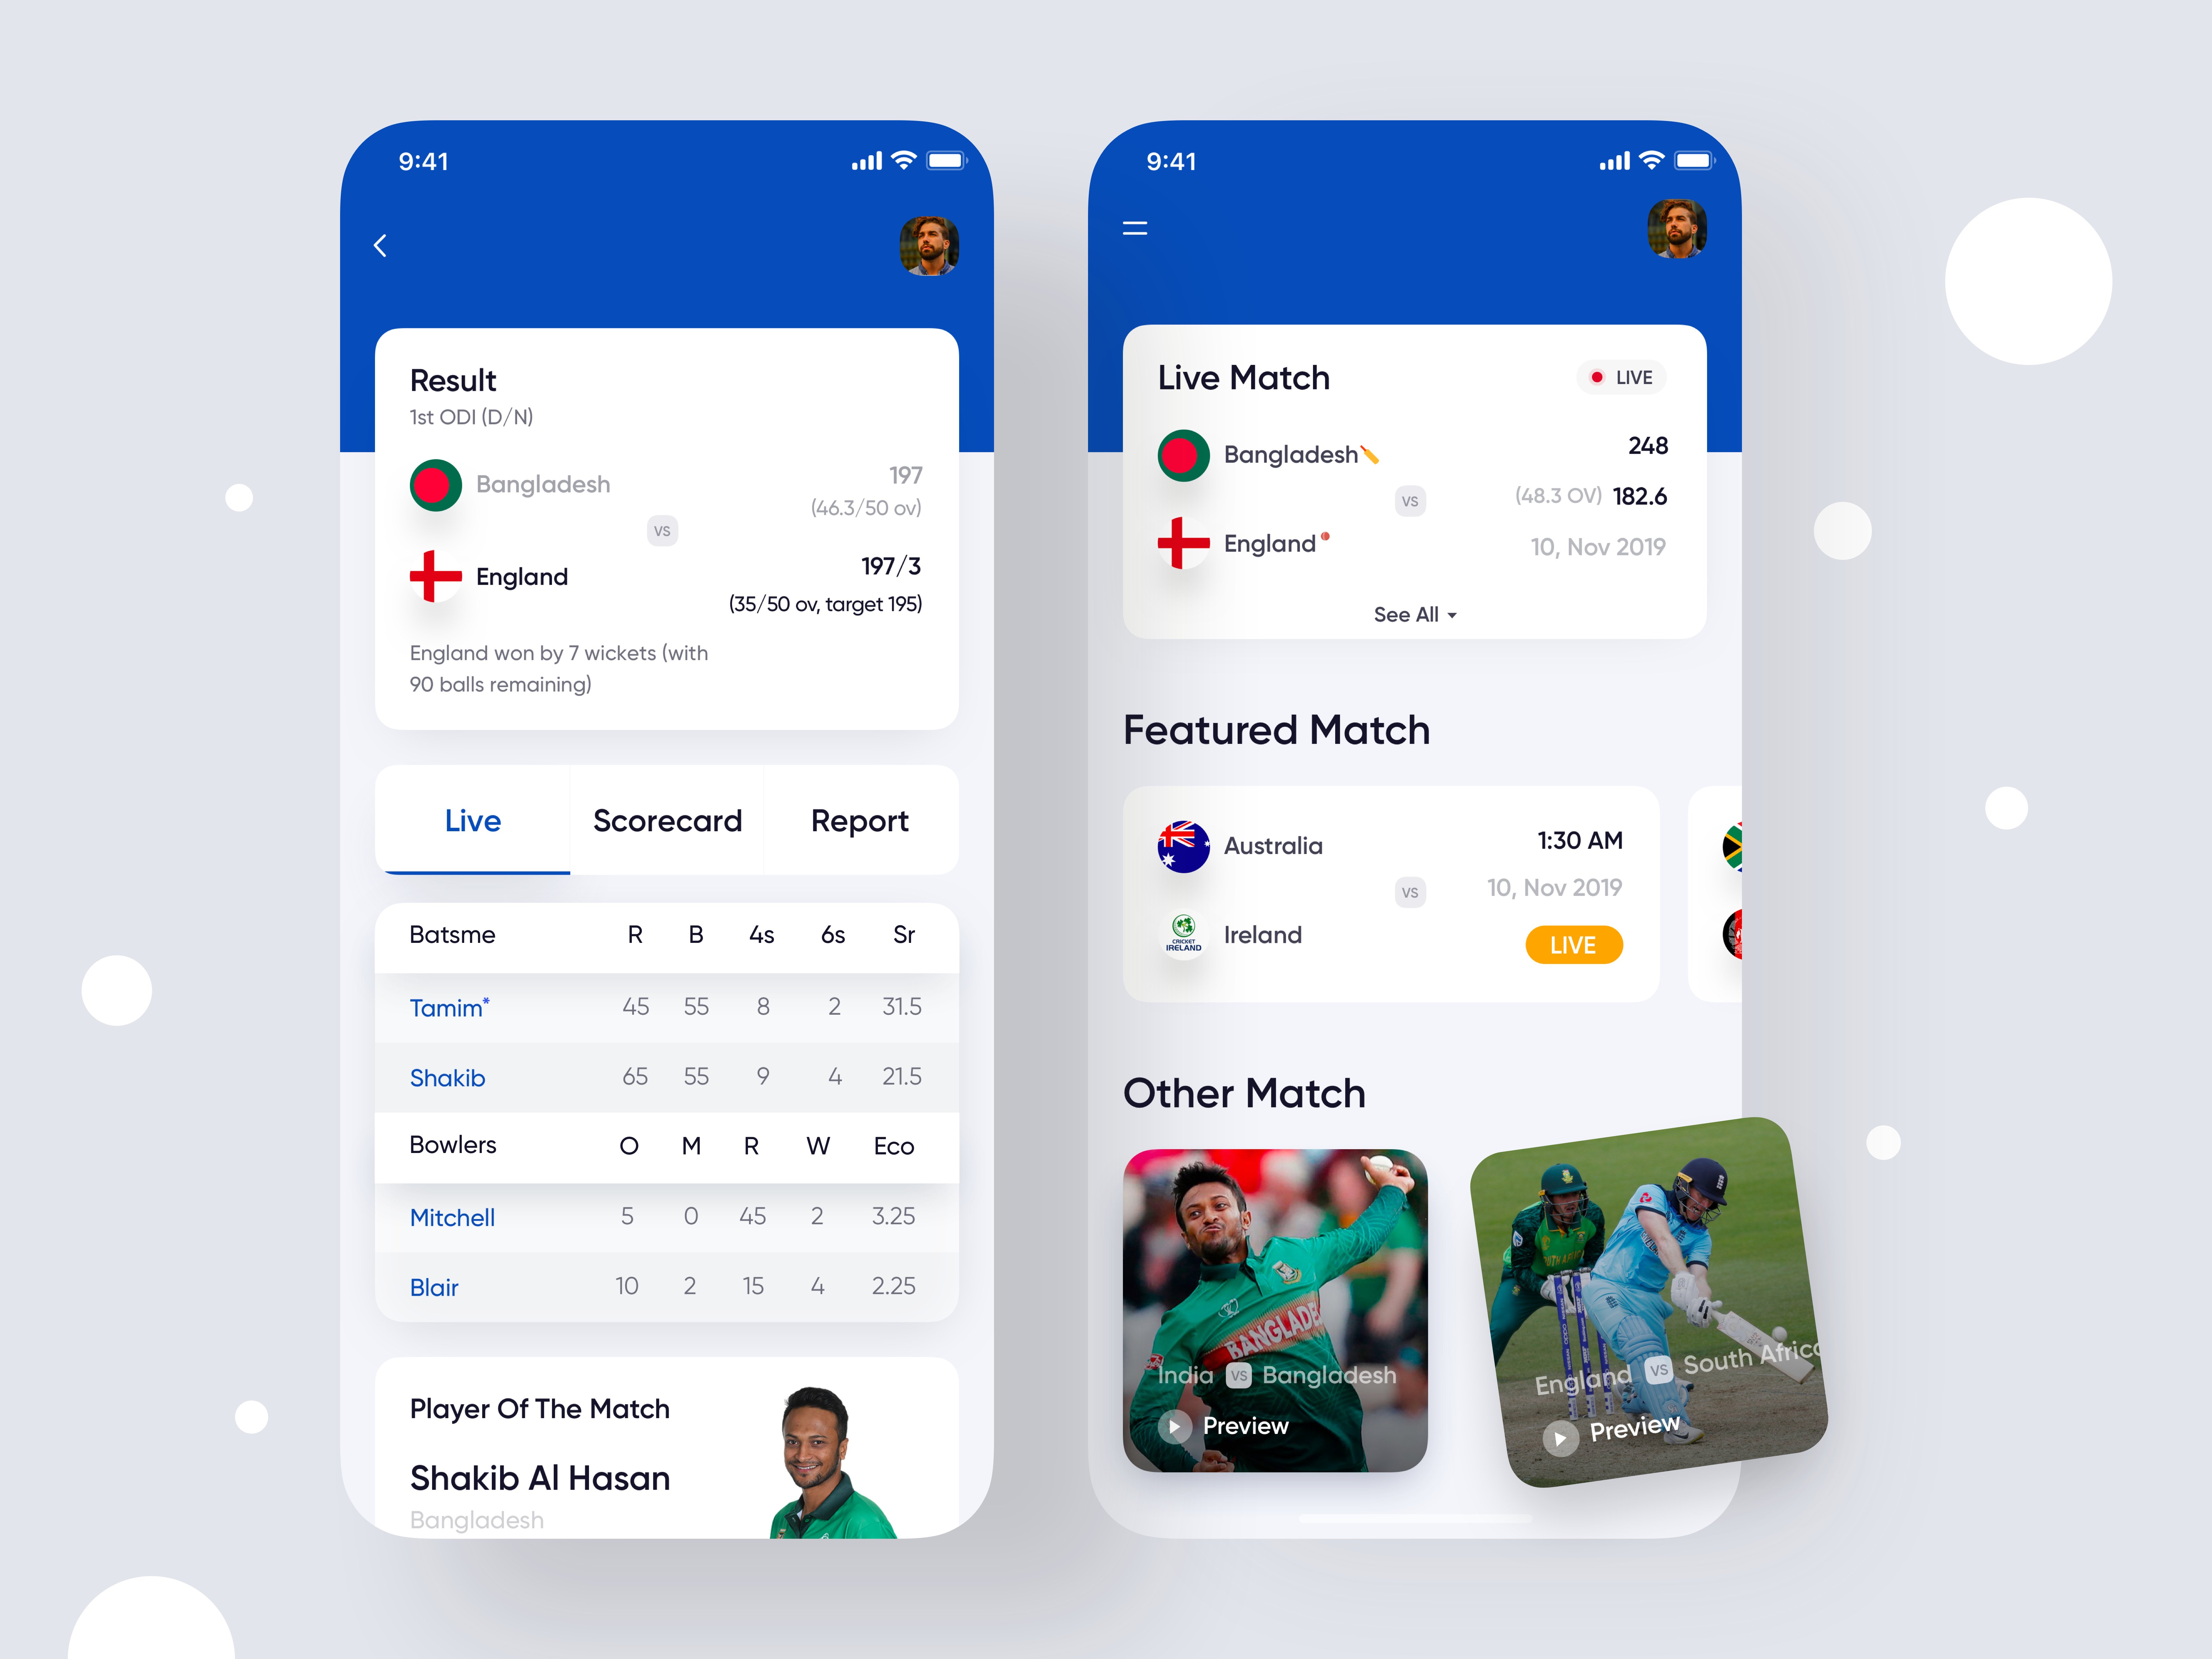 9:41
Result
1st ODI (D/N)
Bangladesh
197
(46.3/50 ov)
VS
England
197/3
(35/50 ov, target 195)
England won by 7 wickets (with
90 balls remaining)
Live Scorecard Report
Batsme R B 4s 6s Sr
Tamim* 45 55 8 2 31.5
Shakib 65 55 9 4 21.5
Bowlers O M R W Eco
Mitchell 5 0 45 2 3.25
Blair 10 2 15 4 2.25
Player Of The Match
Shakib Al Hasan
Bangladesh
9:41
Live Match
LIVE
Bangladesh
248
VS
(48.3 OV) 182.6
England
10, Nov 2019
See All
Featured Match
Australia
1:30 AM
VS
10, Nov 2019
CRICKET
IRELAND
Ireland
LIVE
Other Match
BANGLADE
India VS Bangladesh
Preview
England VS South Africa
Preview